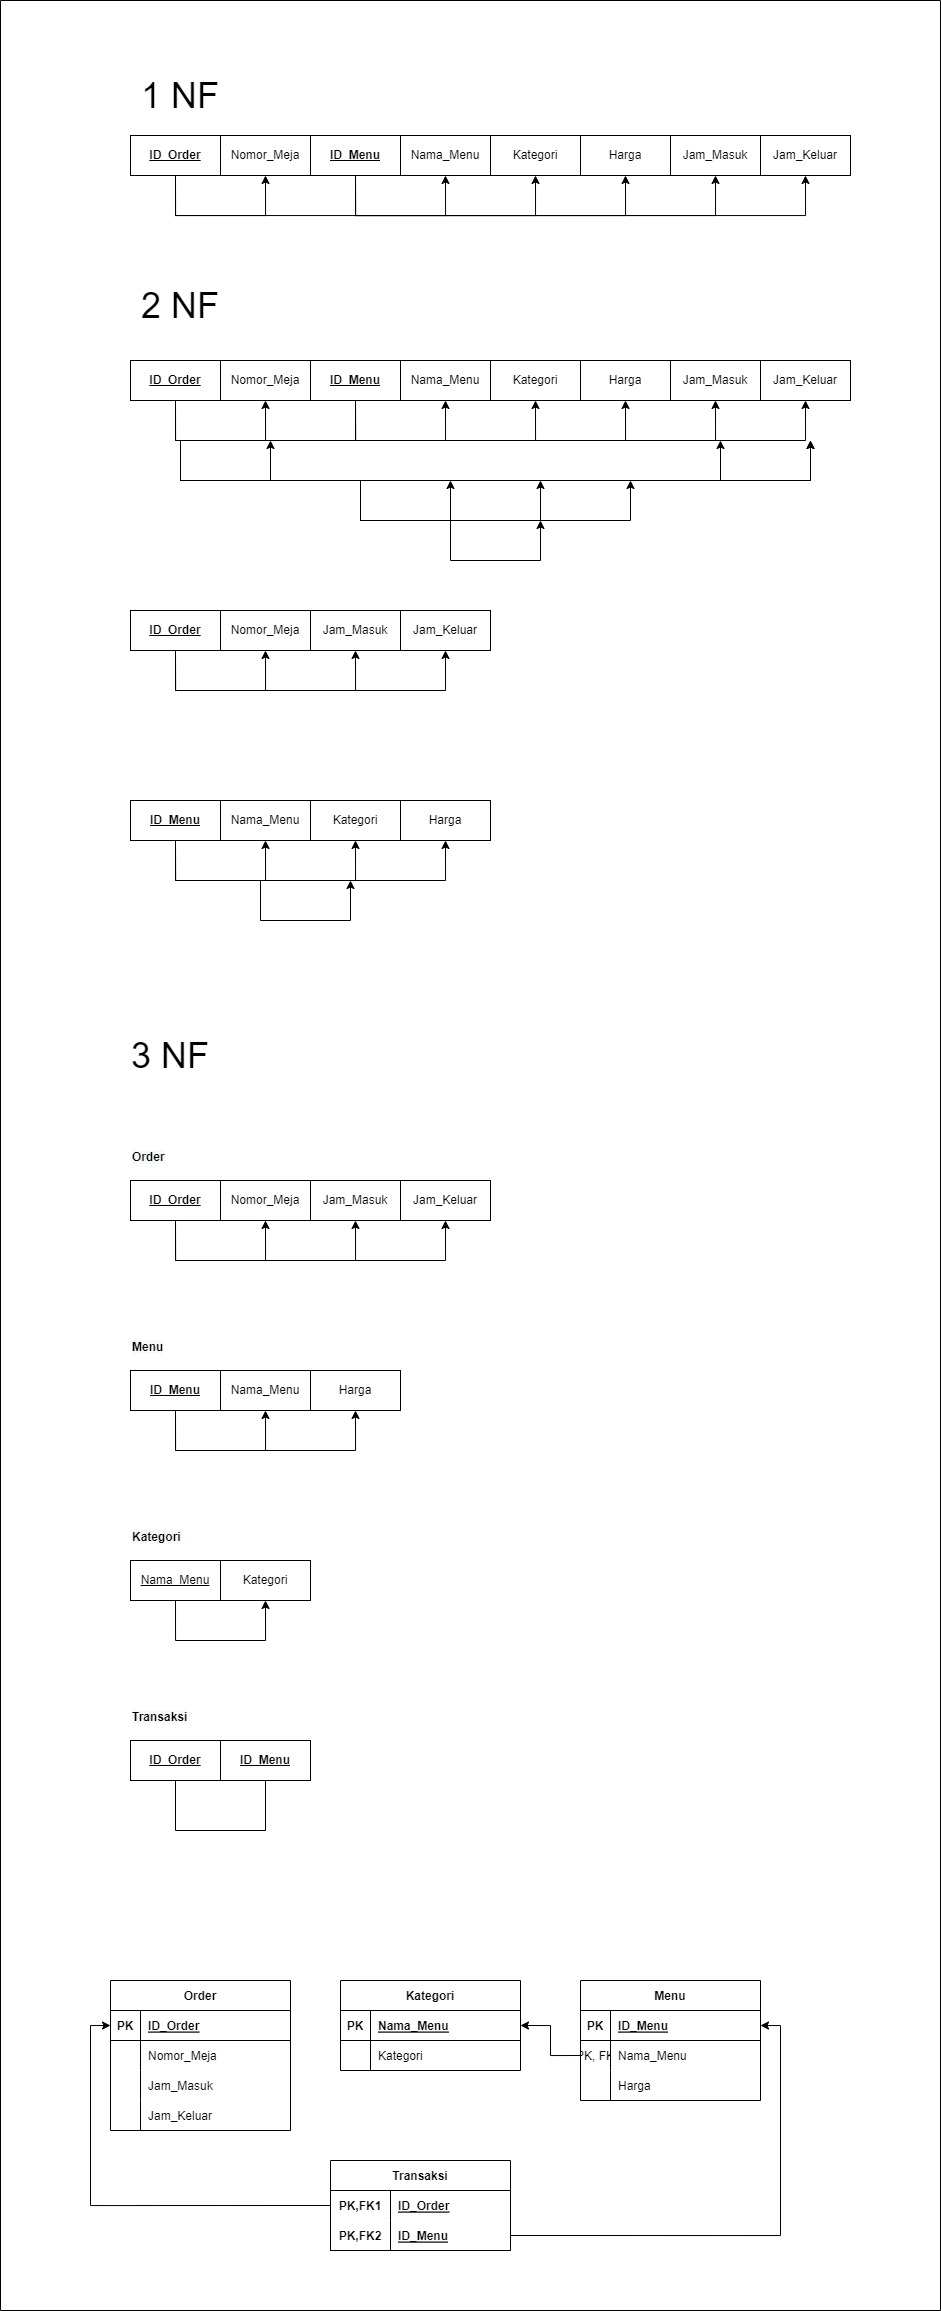 1 NF
ID_Order Nomor_Meja ID_Menu Nama_Menu Kategori Harga Jam_Masuk Jam_Keluar
2 NF
ID_Order Nomor_Meja ID_Menu Nama_Menu Kategori Harga Jam_Masuk Jam_Keluar
ID_Order Nomor_Meja Jam_Masuk Jam_Keluar
ID_Menu Nama_Menu Kategori Harga
3 NF
Order
ID_Order Nomor_Meja Jam_Masuk Jam_Keluar
Menu
ID_Menu Nama_Menu Harga
Kategori
Nama_Menu Kategori
Transaksi
ID_Order ID_Menu
Order
PK ID_Order
Nomor_Meja
Jam_Masuk
Jam_Keluar
Kategori
PK Nama_Menu
Kategori
Menu
PK ID_Menu
PK, FK Nama_Menu
Harga
Transaksi
PK,FK1 ID_Order
PK,FK2 ID_Menu